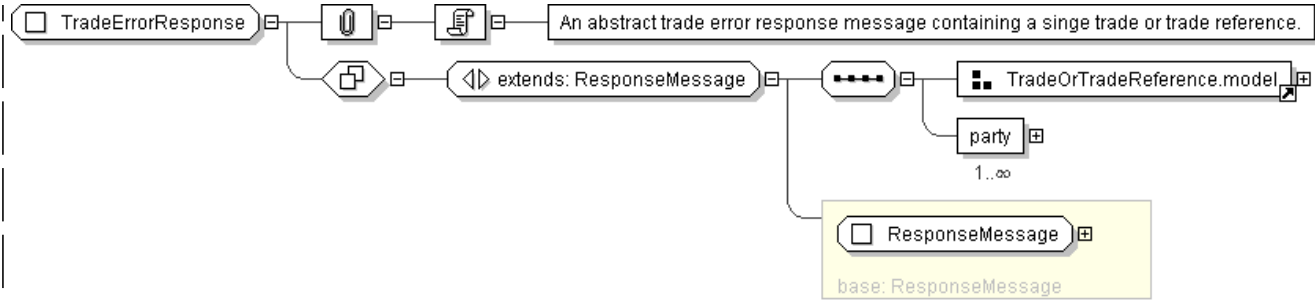 TradeErrorResponse
An abstract trade error response message containing a singe trade or trade reference.
extends: ResponseMessage
TradeOrTradeReference.model
party
1..∞
ResponseMessage
base: ResponseMessage